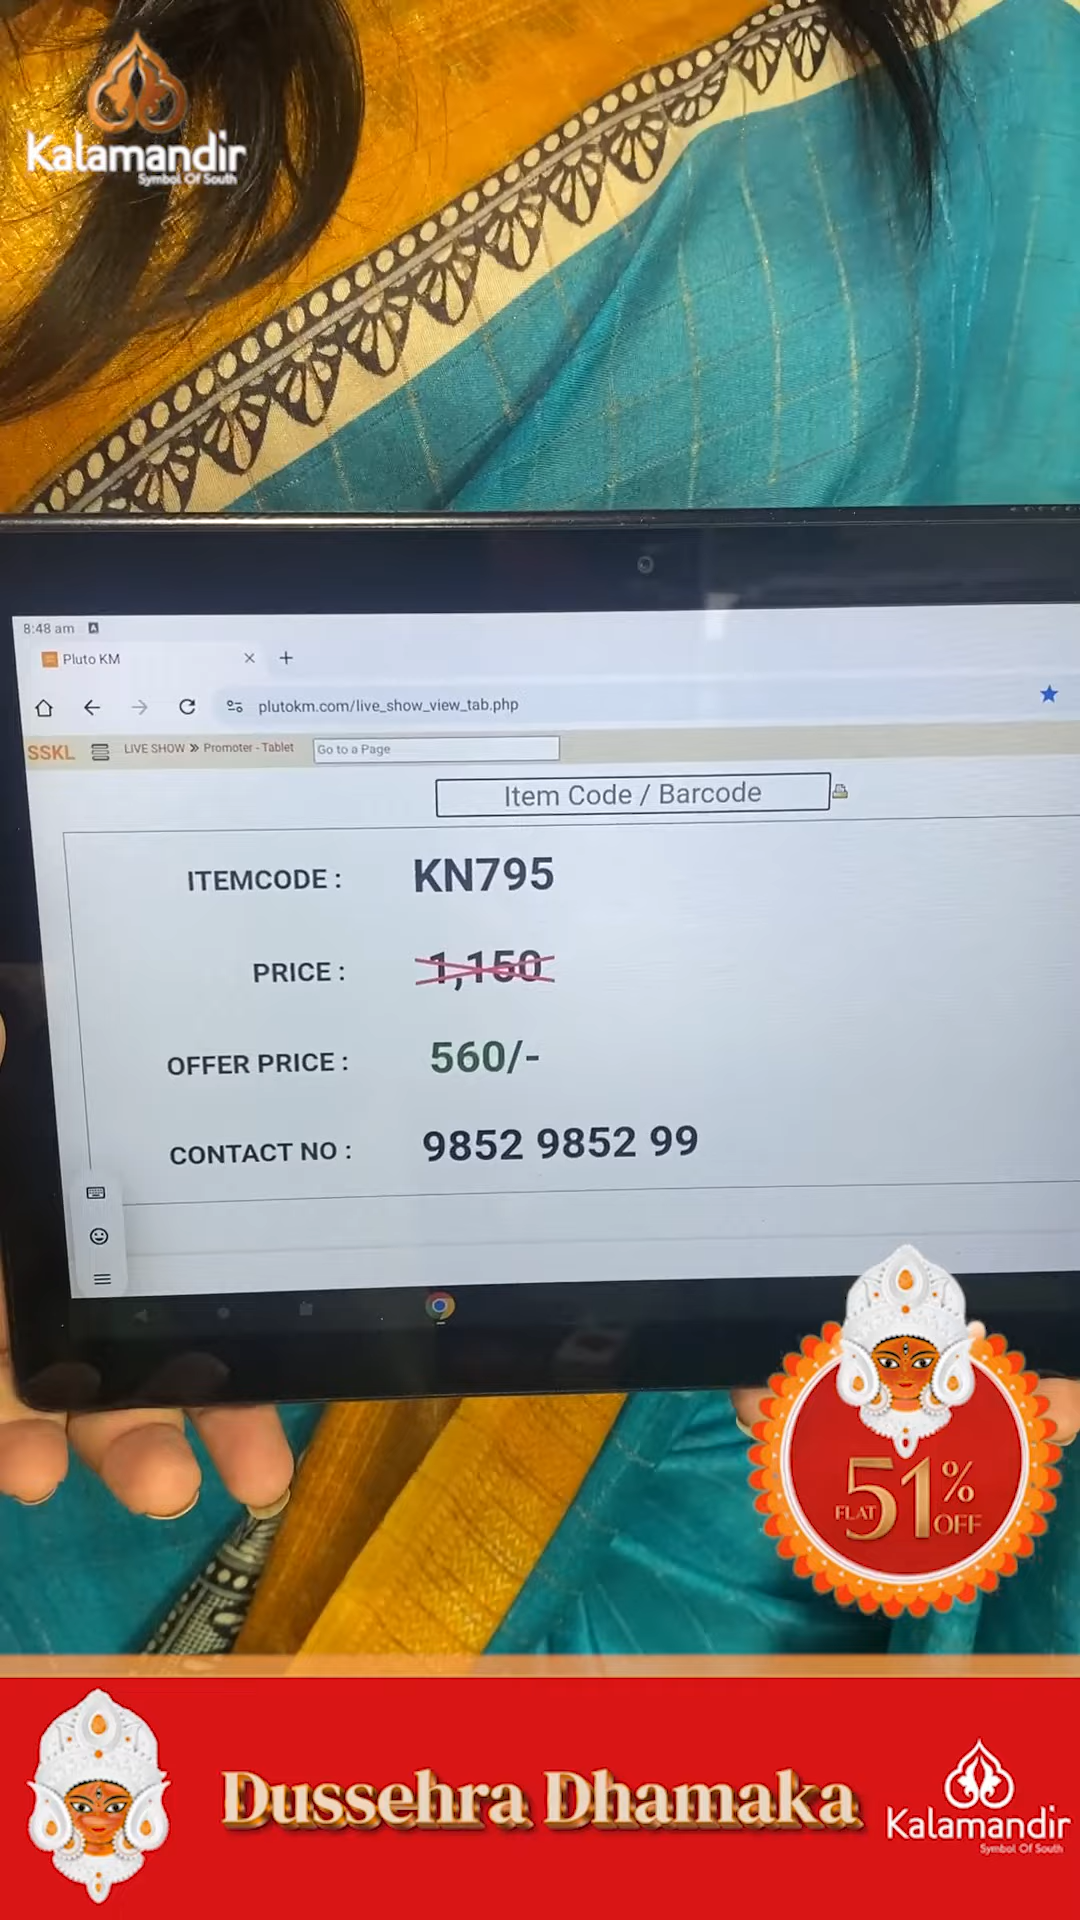 Kalamandir
Symbol Of South
8:48 am
Pluto KM
plutokm.com/live_show_view_tab.php
SSKL
LIVE SHOW » Promoter - Tablet
Go to a Page
Item Code / Barcode
ITEMCODE : KN795
PRICE : 1,150
OFFER PRICE : 560/-
CONTACT NO : 9852 9852 99
FLAT 51% OFF
Dussehra Dhamaka
Kalamandir
Symbol Of South